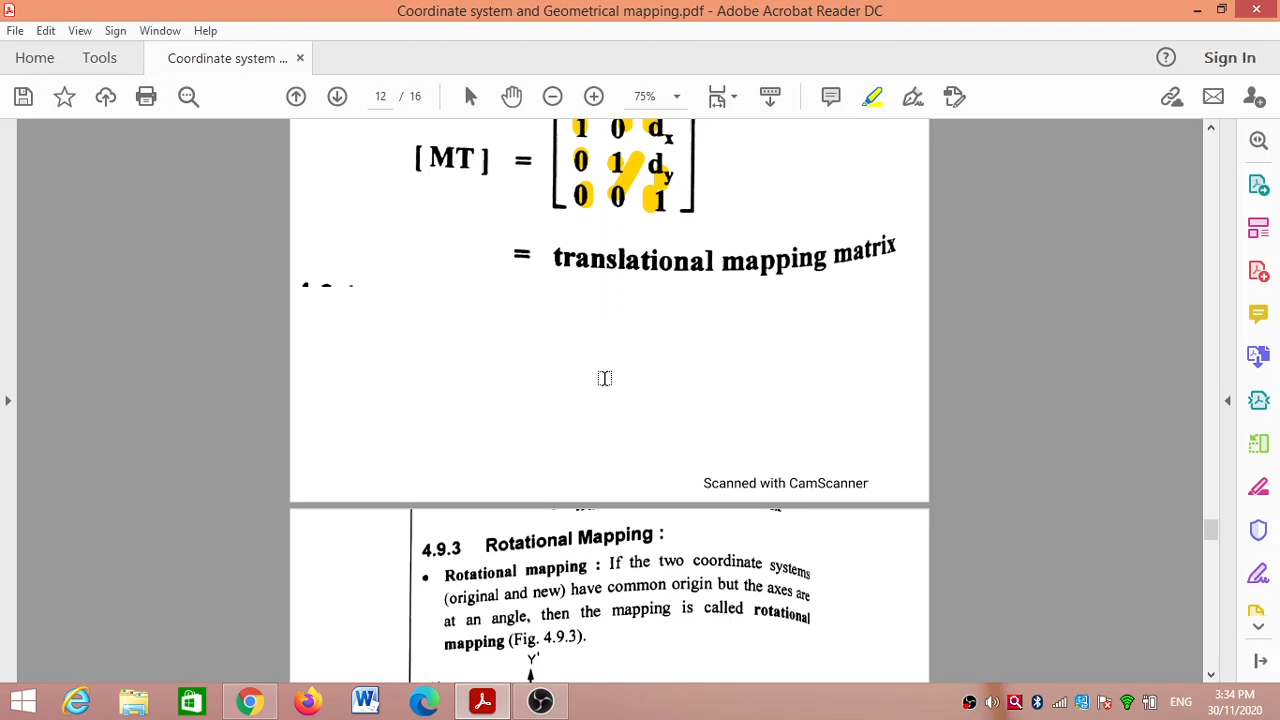 Coordinate system and Geometrical mapping.pdf - Adobe Acrobat Reader DC
File Edit View Sign Window Help
Home Tools Coordinate system ... × Sign In
12 / 16 75%
1 0 dx
[ MT ] = 0 1 dy
0 0 1
= translational mapping matrix
Scanned with CamScanner
4.9.3 Rotational Mapping :
• Rotational mapping : If the two coordinate systems
(original and new) have common origin but the axes are
at an angle, then the mapping is called rotational
mapping (Fig. 4.9.3).
Y'
ENG
3:34 PM
30/11/2020